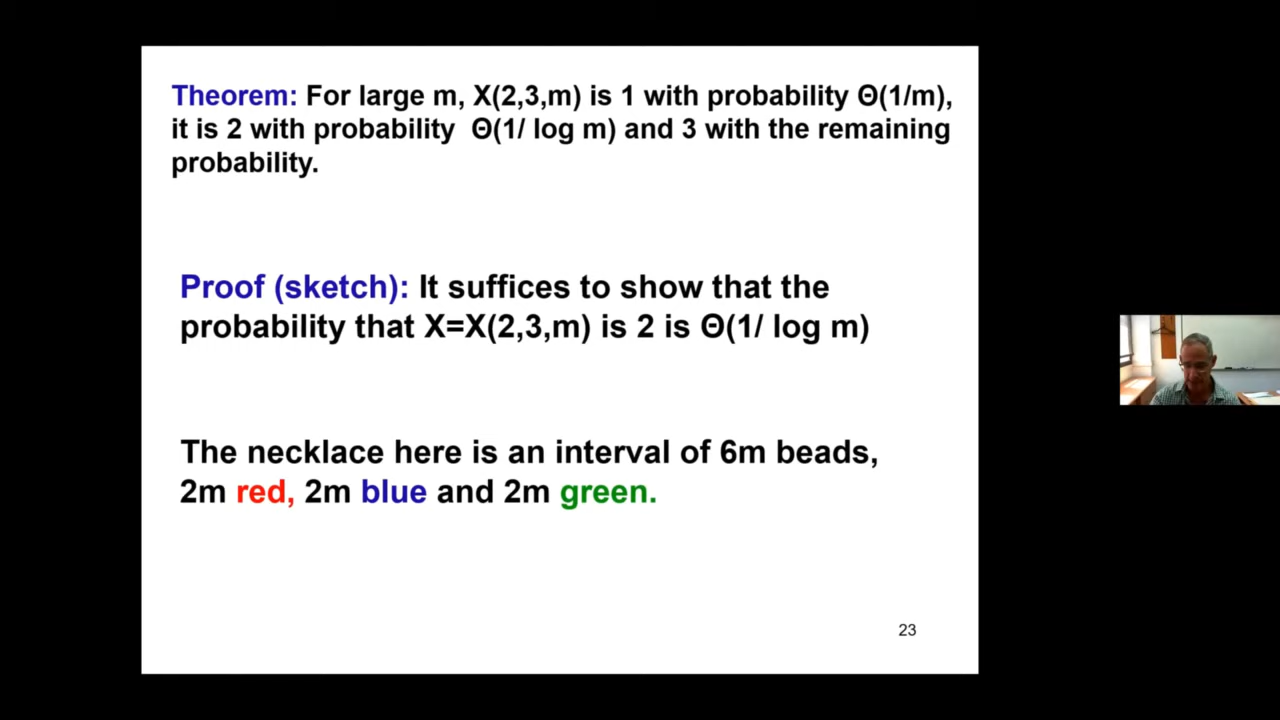 Theorem: For large m, X(2,3,m) is 1 with probability Θ(1/m),
it is 2 with probability Θ(1/ log m) and 3 with the remaining
probability.
Proof (sketch): It suffices to show that the
probability that X=X(2,3,m) is 2 is Θ(1/ log m)
The necklace here is an interval of 6m beads,
2m red, 2m blue and 2m green.
23